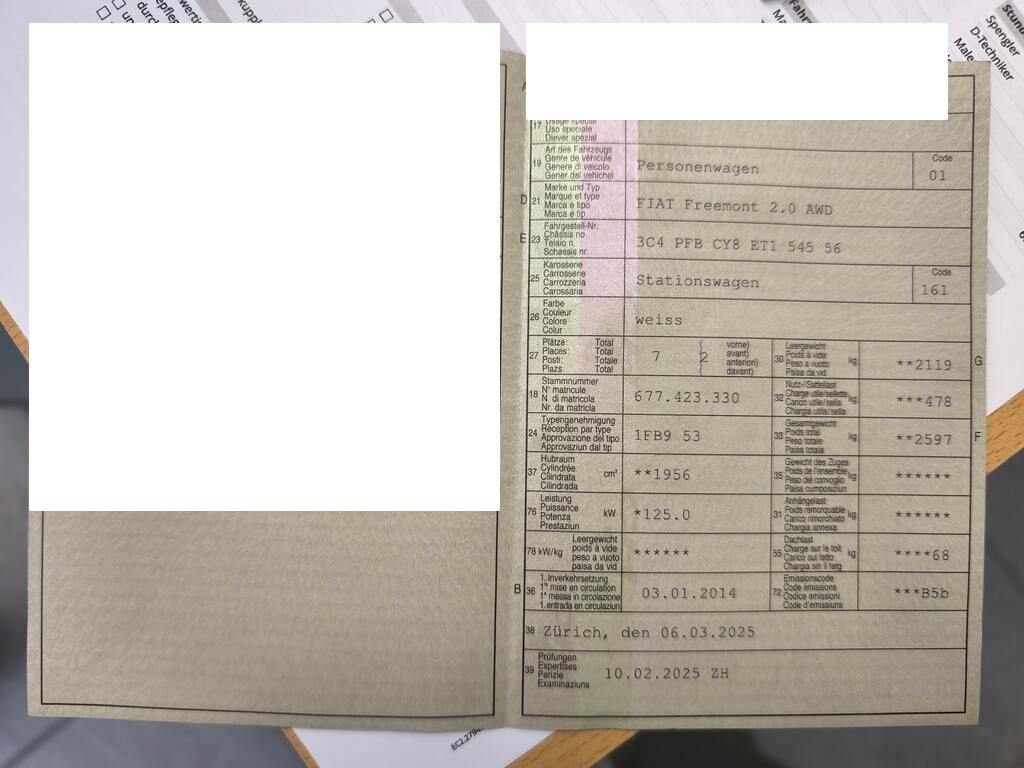 17 Usage spécial
Uso speciale
Diever spezial
19 Art des Fahrzeugs
Genre de véhicule
Genere di veicolo
Gener dal vehichel
Personenwagen
Code
01
D 21 Marke und Typ
Marque et type
Marca e tipo
Marca e tip
FIAT Freemont 2.0 AWD
E 23 Fahrgestell-Nr.
Châssis no
Telaio n.
Schassis nr.
3C4 PFB CY8 ET1 545 56
25 Karosserie
Carrosserie
Carrozzeria
Carossaria
Stationswagen
Code
161
26 Farbe
Couleur
Colore
Colur
weiss
27 Plätze: Total
Places: Total
Posti: Totale
Plazs: Total
7 ( 2 vorne)
avant)
anteriori)
davant)
30 Leergewicht
Poids à vide
Peso a vuoto
Paisa da vid
kg
**2119
G
18 Stammnummer
N° matricule
N. di matricola
Nr. da matricla
677.423.330
32 Nutz-/Sattellast
Charge utile/sellette
Carico utile/sella
Chargia utila/sella
kg
***478
24 Typengenehmigung
Réception par type
Approvazione del tipo
Approvaziun dal tip
1FB9 53
33 Gesamtgewicht
Poids total
Peso totale
Paisa totala
kg
**2597
F
37 Hubraum
Cylindrée
Cilindrata
Cilindrada
cm³
**1956
35 Gewicht des Zuges
Poids de l'ensemble
Peso del convoglio
Paisa cumposiziun
kg
******
76 Leistung
Puissance
Potenza
Prestaziun
kW
*125.0
31 Anhängelast
Poids remorquable
Carico rimorchiato
Chargia annexa
kg
******
78 kW/kg Leergewicht
poids à vide
peso a vuoto
paisa da vid
******
55 Dachlast
Charge sur le toit
Carico sul tetto
Chargia sin il tetg
kg
****68
B 36 1. Inverkehrsetzung
1re mise en circulation
1a messa in circolazione
1. entrada en circulaziun
03.01.2014
72 Emissionscode
Code émissions
Codice emissioni
Code d'emissiuns
***B5b
38 Zürich, den 06.03.2025
39 Prüfungen
Expertises
Perizie
Examinaziuns
10.02.2025 ZH
Spengler
D-Techniker